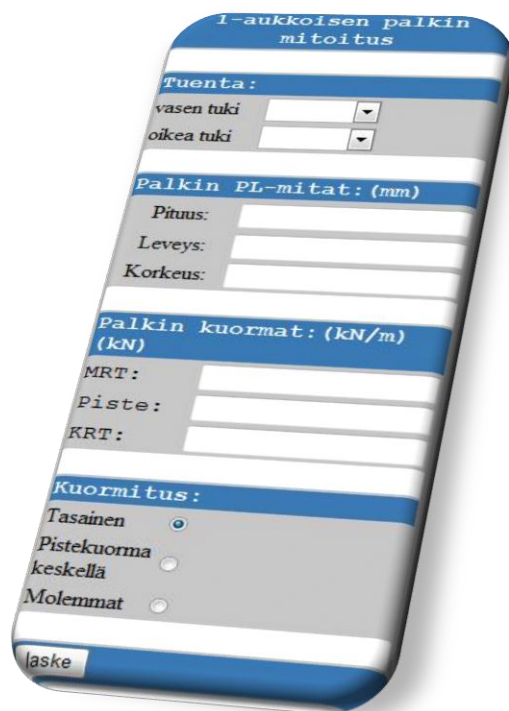 1-aukkoisen palkin
mitoitus
Tuenta:
vasen tuki
oikea tuki
Palkin PL-mitat:(mm)
Pituus:
Leveys:
Korkeus:
Palkin kuormat:(kN/m)
(kN)
MRT:
Piste:
KRT:
Kuormitus:
Tasainen
Pistekuorma
keskellä
Molemmat
laske